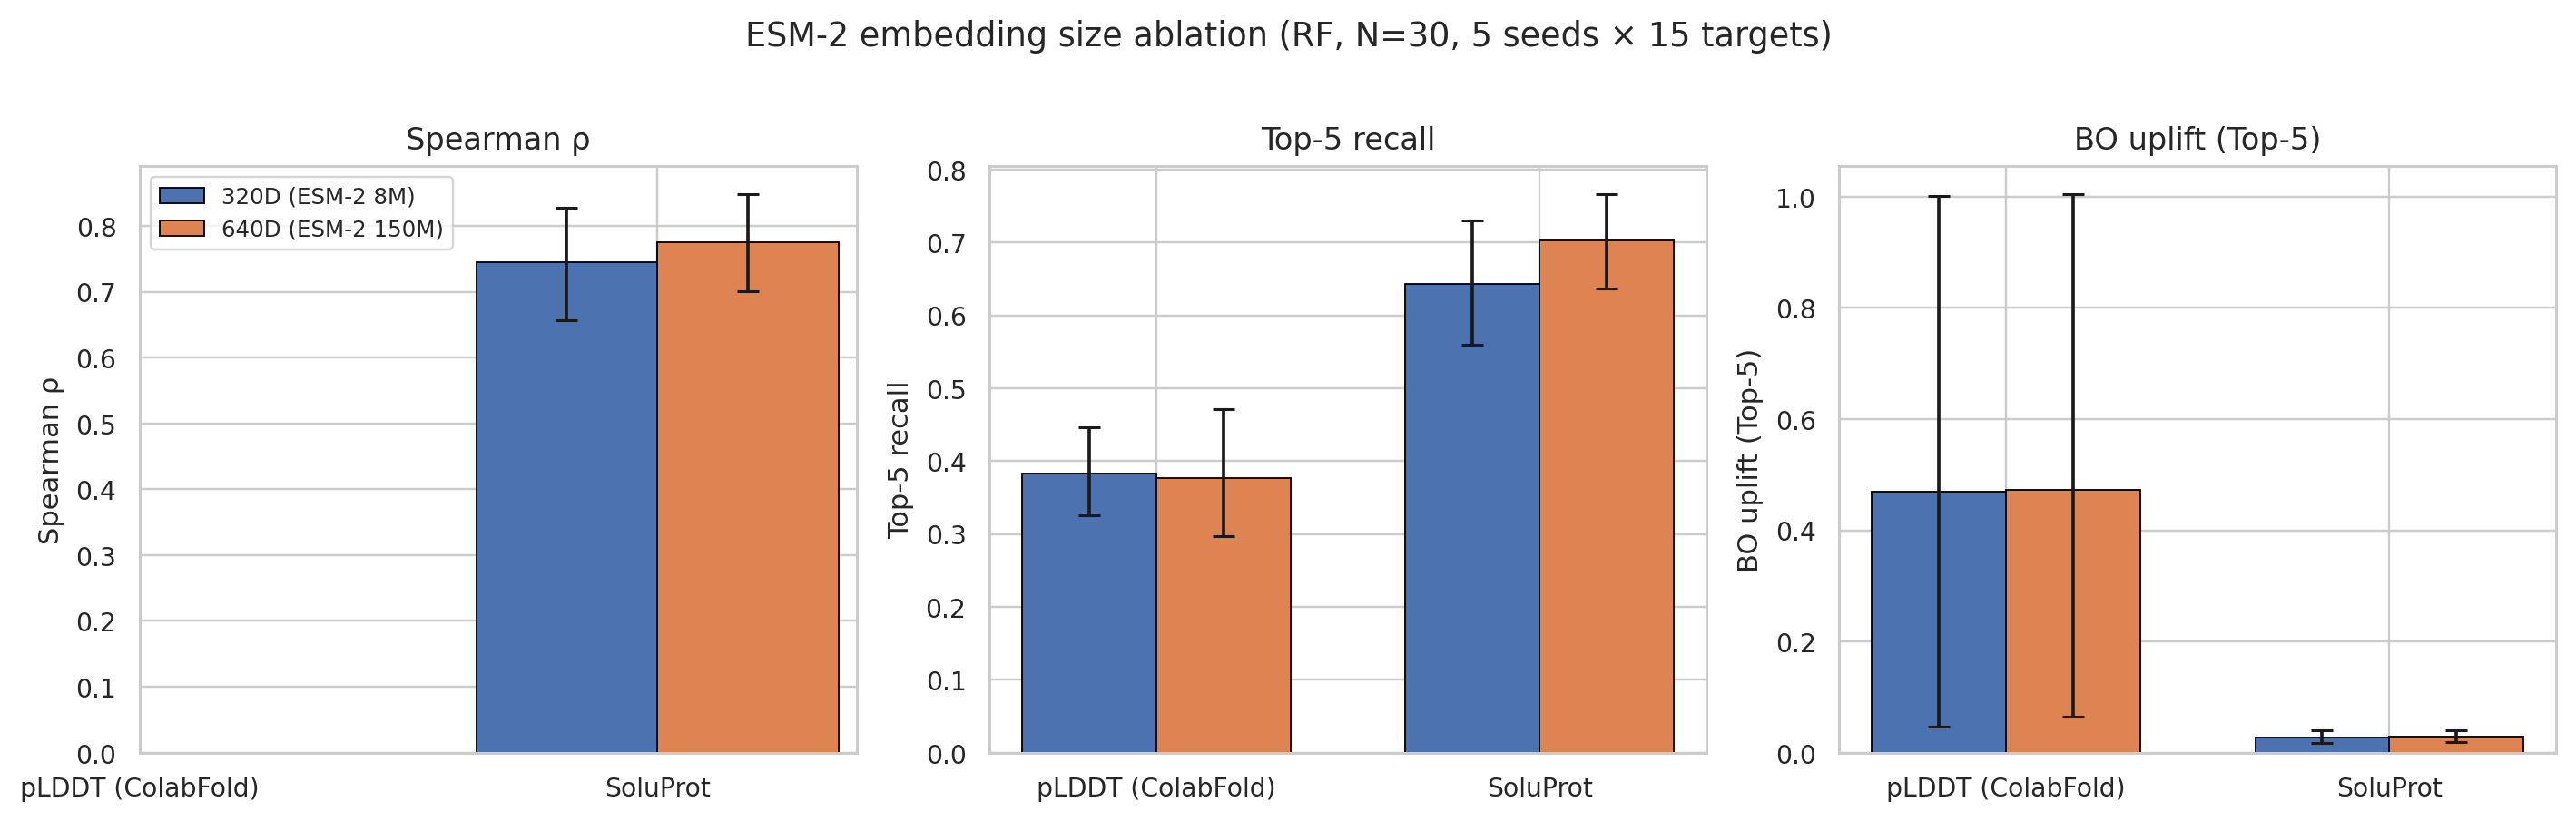 ESM-2 embedding size ablation (RF, N=30, 5 seeds × 15 targets)
Spearman ρ
320D (ESM-2 8M)
640D (ESM-2 150M)
Spearman ρ
0.8
0.7
0.6
0.5
0.4
0.3
0.2
0.1
0.0
pLDDT (ColabFold)
SoluProt
Top-5 recall
Top-5 recall
0.8
0.7
0.6
0.5
0.4
0.3
0.2
0.1
0.0
pLDDT (ColabFold)
SoluProt
BO uplift (Top-5)
BO uplift (Top-5)
1.0
0.8
0.6
0.4
0.2
0.0
pLDDT (ColabFold)
SoluProt